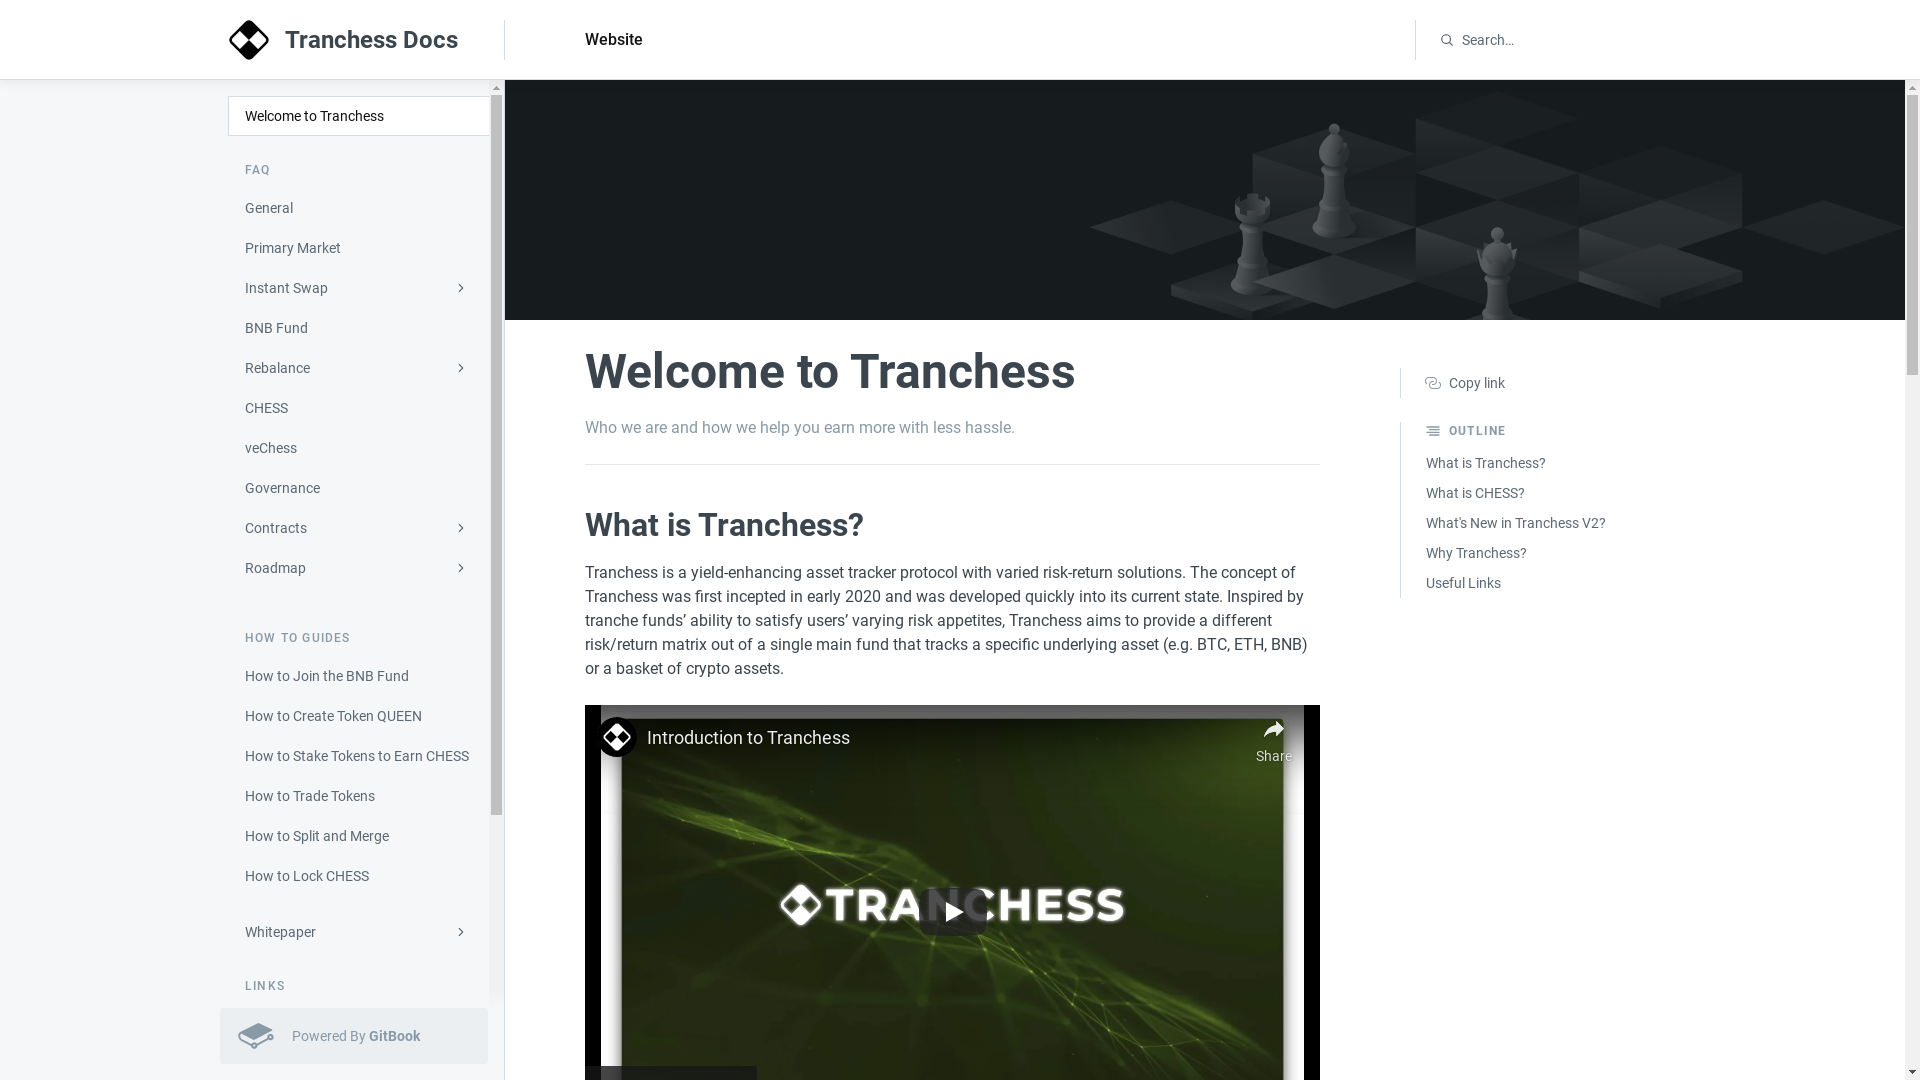 Tranchess Docs
Website
Search…
Welcome to Tranchess
FAQ
General
Primary Market
Instant Swap
BNB Fund
Rebalance
CHESS
veChess
Governance
Contracts
Roadmap
HOW TO GUIDES
How to Join the BNB Fund
How to Create Token QUEEN
How to Stake Tokens to Earn CHESS
How to Trade Tokens
How to Split and Merge
How to Lock CHESS
Whitepaper
LINKS
Powered By GitBook
Welcome to Tranchess
Who we are and how we help you earn more with less hassle.
What is Tranchess?
Tranchess is a yield-enhancing asset tracker protocol with varied risk-return solutions. The concept of
Tranchess was first incepted in early 2020 and was developed quickly into its current state. Inspired by
tranche funds’ ability to satisfy users’ varying risk appetites, Tranchess aims to provide a different
risk/return matrix out of a single main fund that tracks a specific underlying asset (e.g. BTC, ETH, BNB)
or a basket of crypto assets.
Introduction to Tranchess
Share
TRANCHESS
Copy link
OUTLINE
What is Tranchess?
What is CHESS?
What's New in Tranchess V2?
Why Tranchess?
Useful Links